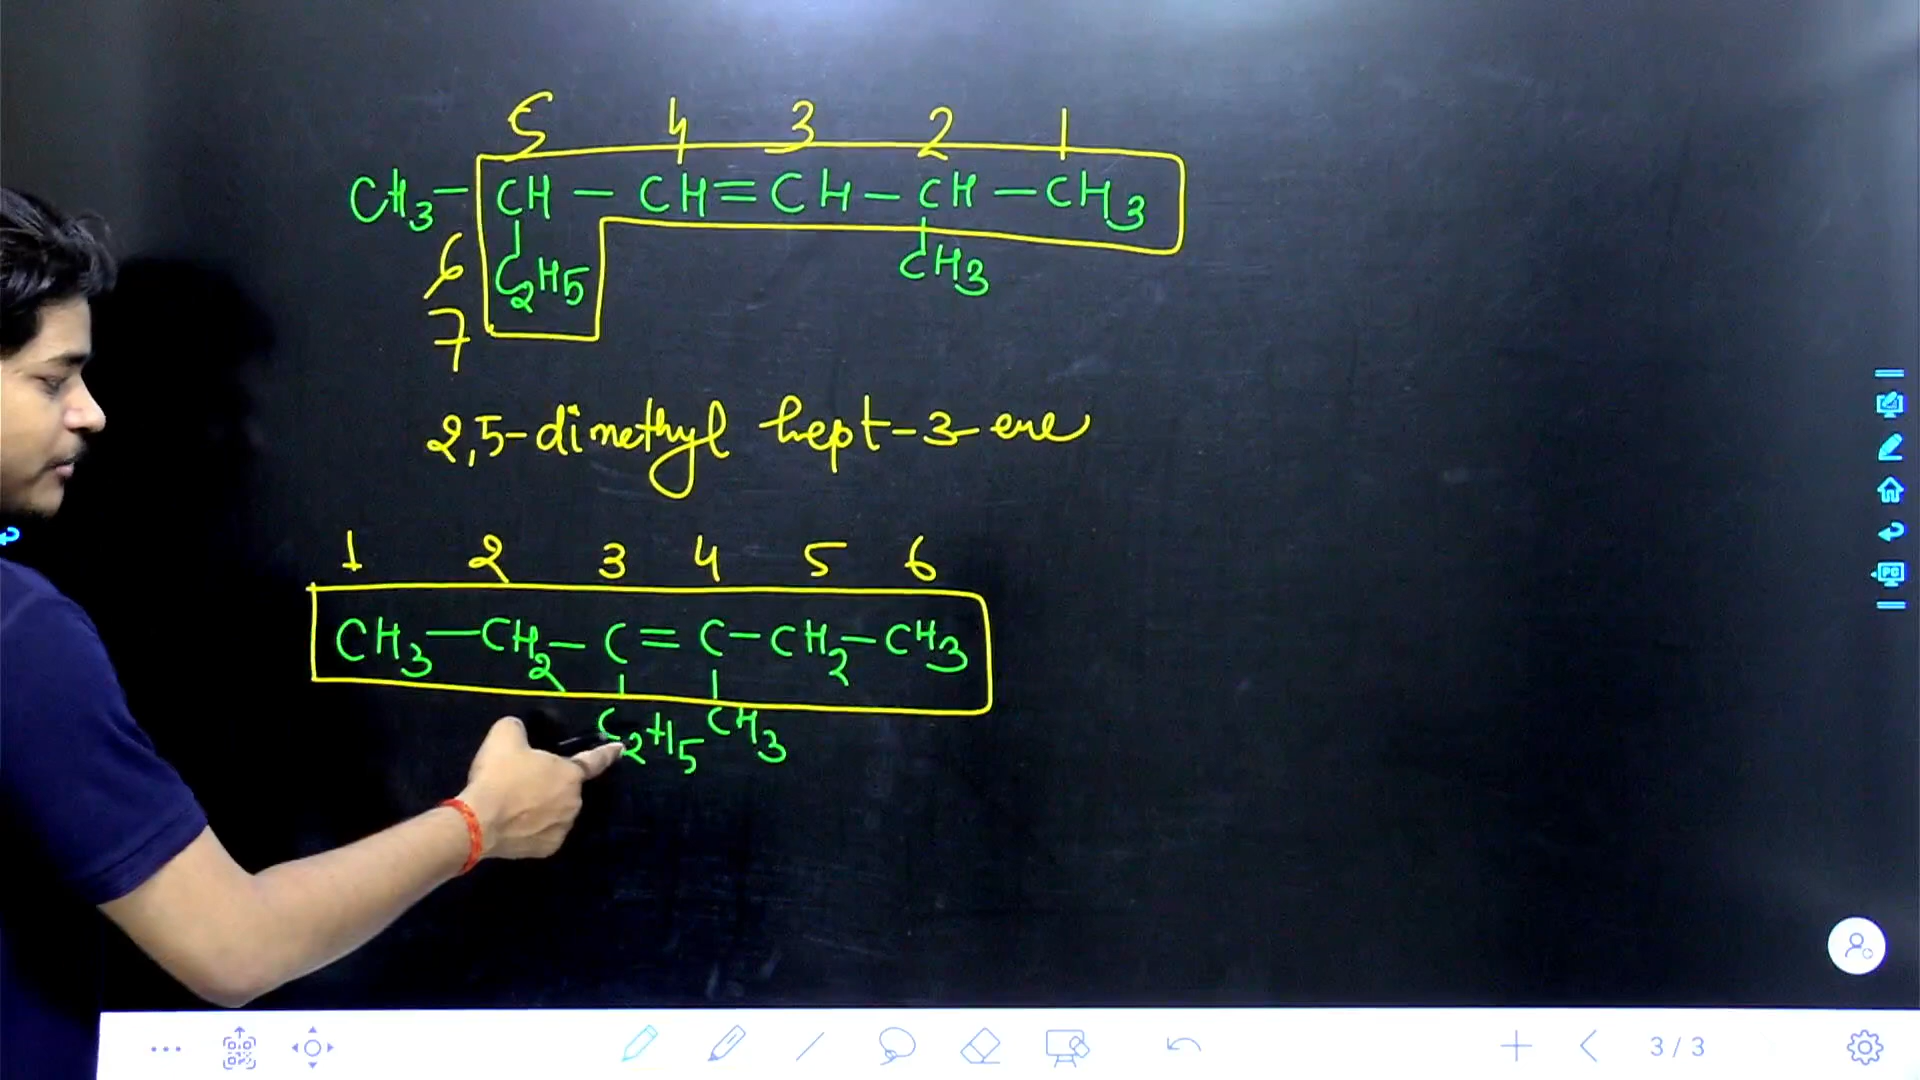 5 4 3 2 1
CH3 — CH — CH = CH — CH — CH3
6 C2H5 CH3
7
2,5-dimethyl hept-3-ene
1 2 3 4 5 6
CH3 — CH2 — C = C — CH2 — CH3
C2H5 CH3
PC
3 / 3